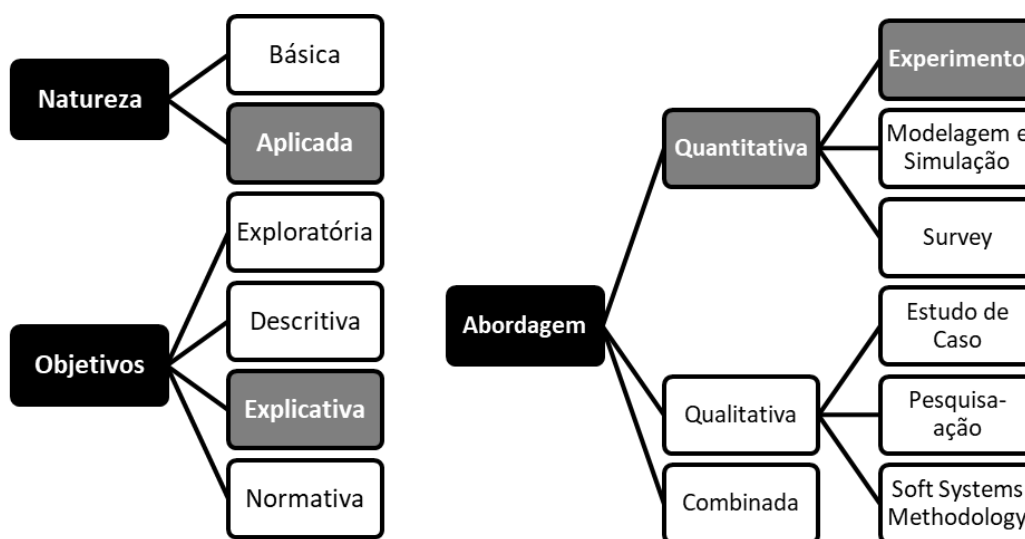 Natureza
Básica
Aplicada
Objetivos
Exploratória
Descritiva
Explicativa
Normativa
Abordagem
Quantitativa
Experimento
Modelagem e
Simulação
Survey
Qualitativa
Estudo de
Caso
Pesquisa-
ação
Soft Systems
Methodology
Combinada